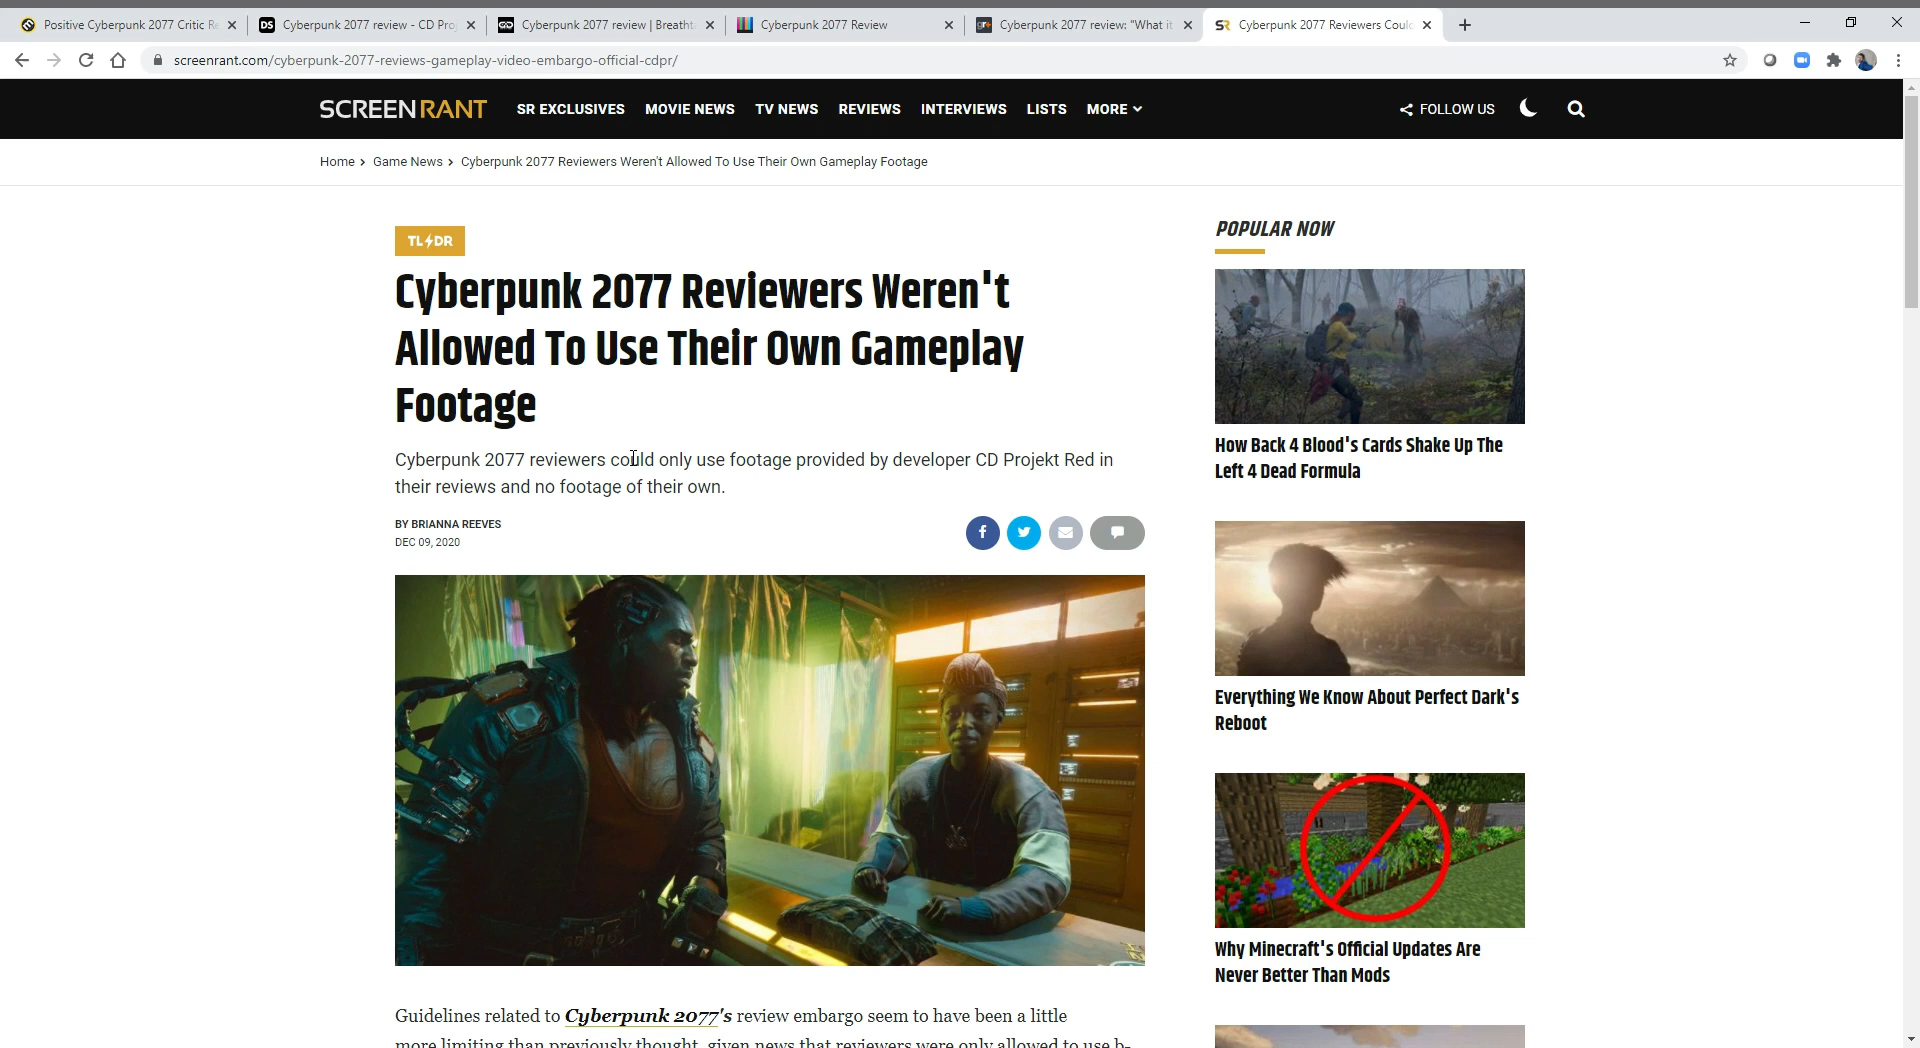 Positive Cyberpunk 2077 Critic Re
Cyberpunk 2077 review - CD Proj
Cyberpunk 2077 review | Breatht
Cyberpunk 2077 Review
Cyberpunk 2077 review: "What it
Cyberpunk 2077 Reviewers Coulc
screenrant.com/cyberpunk-2077-reviews-gameplay-video-embargo-official-cdpr/
SCREENRANT
SR EXCLUSIVES MOVIE NEWS TV NEWS REVIEWS INTERVIEWS LISTS MORE
FOLLOW US
Home > Game News > Cyberpunk 2077 Reviewers Weren't Allowed To Use Their Own Gameplay Footage
TL DR
Cyberpunk 2077 Reviewers Weren't
Allowed To Use Their Own Gameplay
Footage
Cyberpunk 2077 reviewers could only use footage provided by developer CD Projekt Red in
their reviews and no footage of their own.
BY BRIANNA REEVES
DEC 09, 2020
Guidelines related to Cyberpunk 2077's review embargo seem to have been a little
more limiting than previously thought, given news that reviewers were only allowed to use b-
POPULAR NOW
How Back 4 Blood's Cards Shake Up The
Left 4 Dead Formula
Everything We Know About Perfect Dark's
Reboot
Why Minecraft's Official Updates Are
Never Better Than Mods